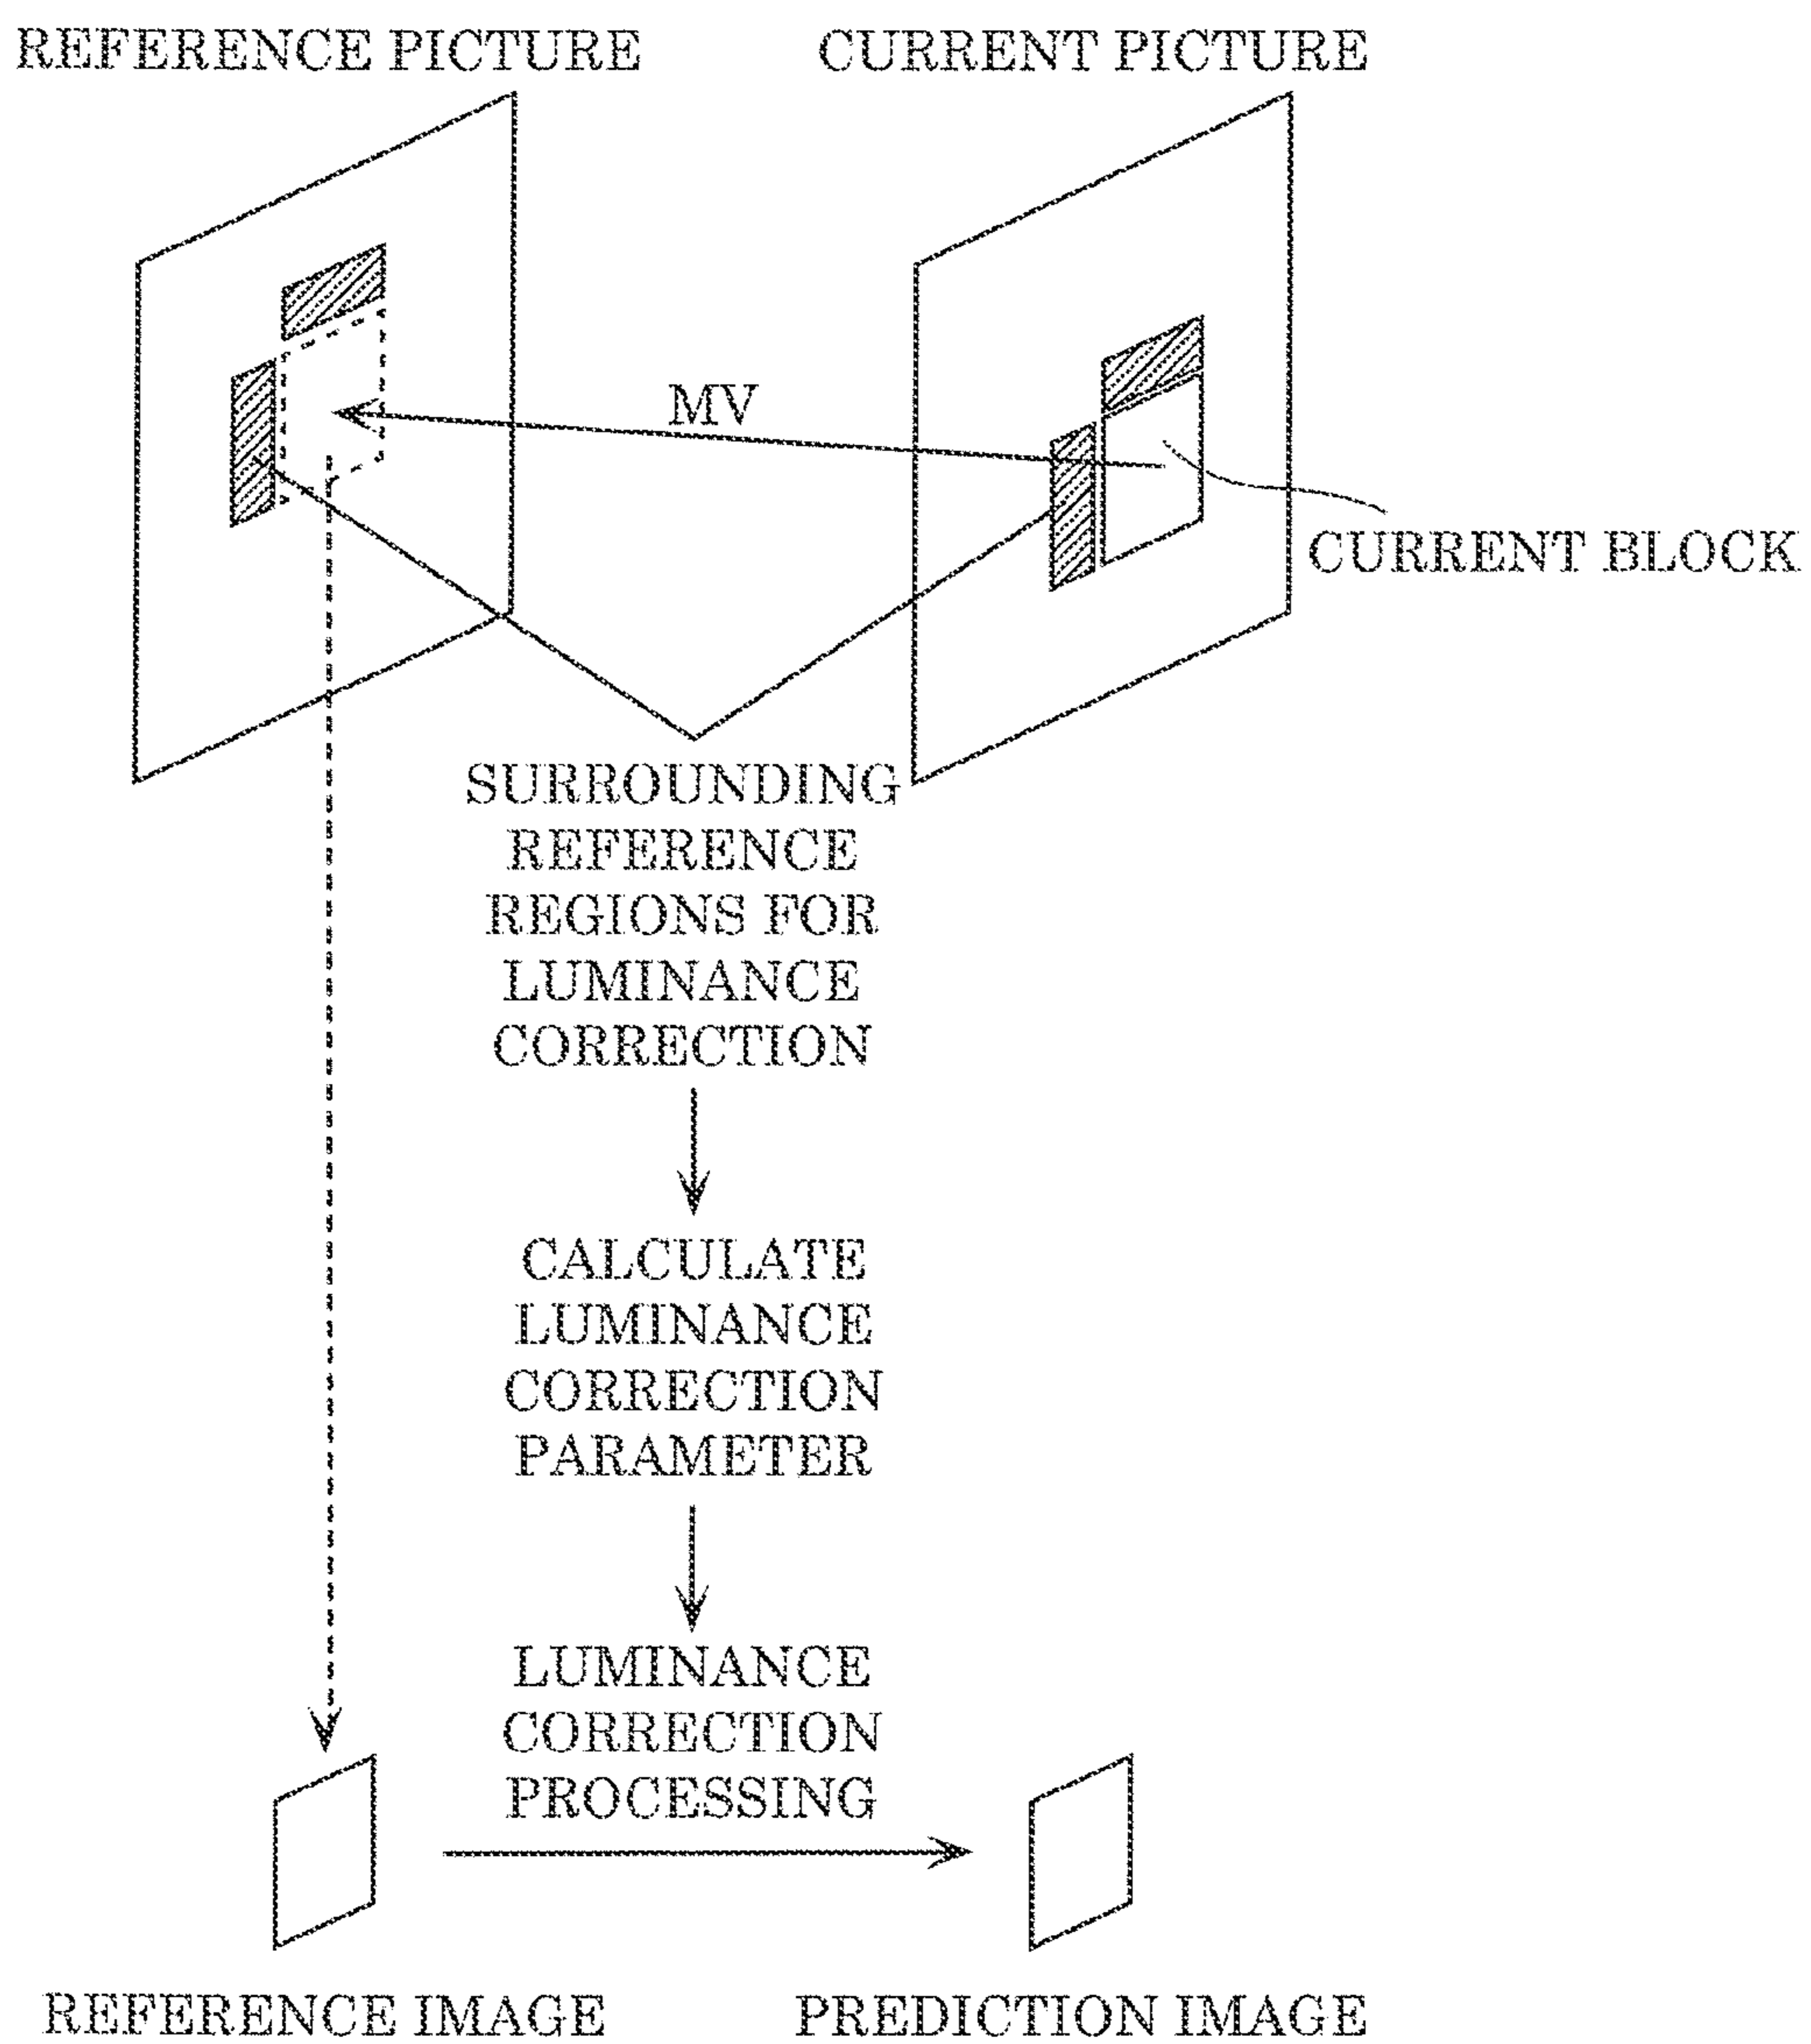 REFERENCE PICTURE
CURRENT PICTURE
MV
CURRENT BLOCK
SURROUNDING
REFERENCE
REGIONS FOR
LUMINANCE
CORRECTION
CALCULATE
LUMINANCE
CORRECTION
PARAMETER
LUMINANCE
CORRECTION
PROCESSING
REFERENCE IMAGE
PREDICTION IMAGE